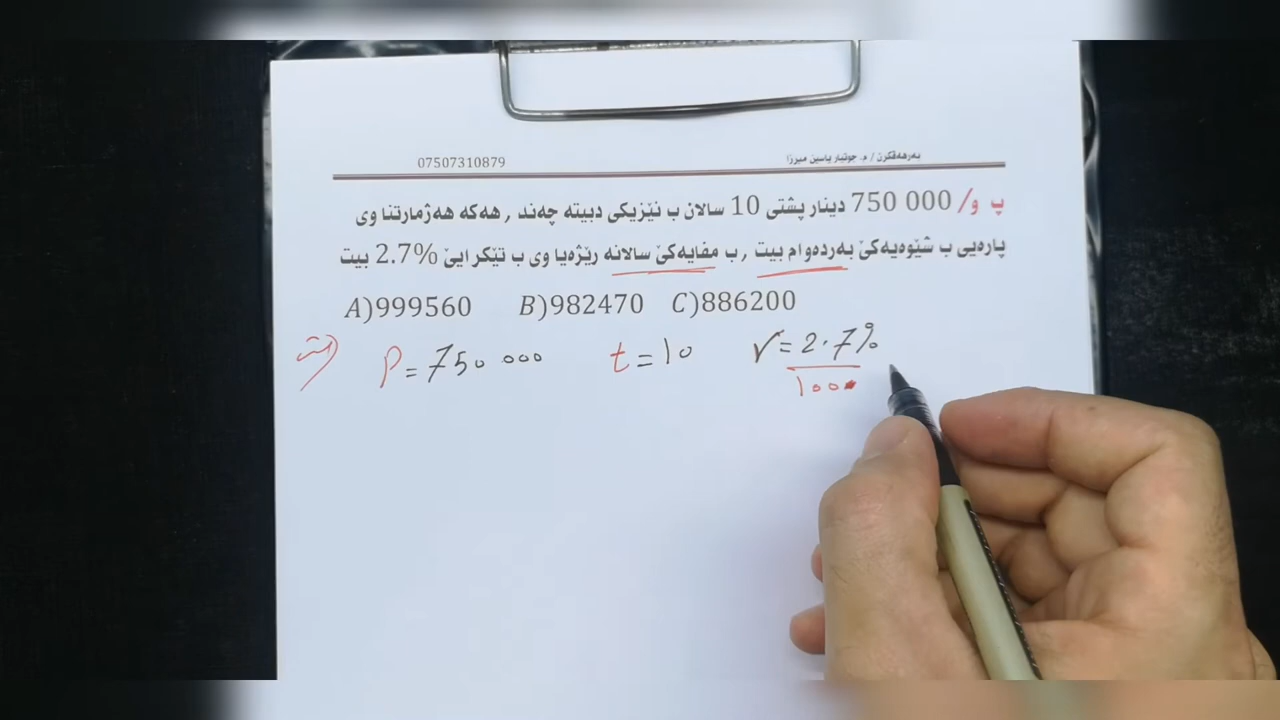 07507310879 بەرهەڤکرن / م. جوتیار یاسین میرزا
پ و/ 000 750 دینار پشتی 10 سالان ب نێزیکی دبیتە چەند , هەکە هەژمارتنا وی
پارەیی ب شێوەیەکێ بەردەوام بیت , ب مفایەکێ سالانە رێژەیا وی ب تێکرایێ 2.7% بیت
A)999560 B)982470 C)886200
P = 750 000 t = 10 r = 2.7%
100